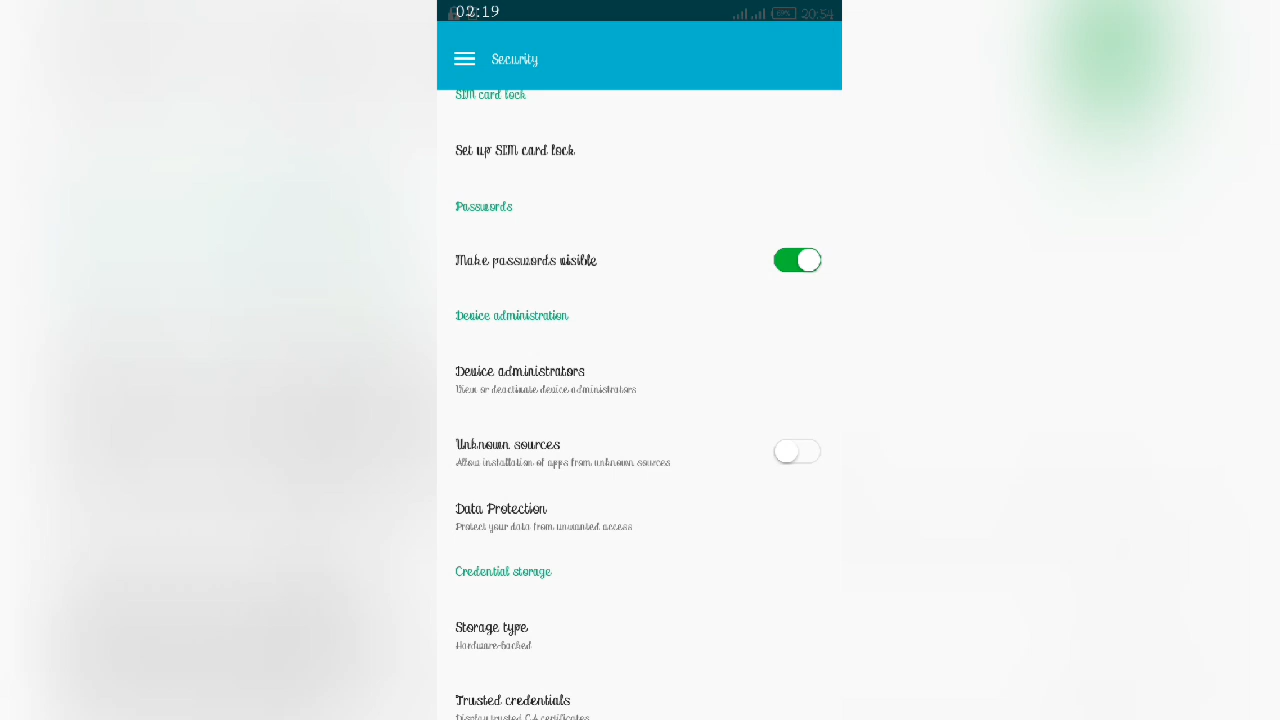 02:19
20:54
Security
SIM card lock
Set up SIM card lock
Passwords
Make passwords visible
Device administration
Device administrators
View or deactivate device administrators
Unknown sources
Allow installation of apps from unknown sources
Data Protection
Protect your data from unwanted access
Credential storage
Storage type
Hardware-backed
Trusted credentials
Display trusted CA certificates